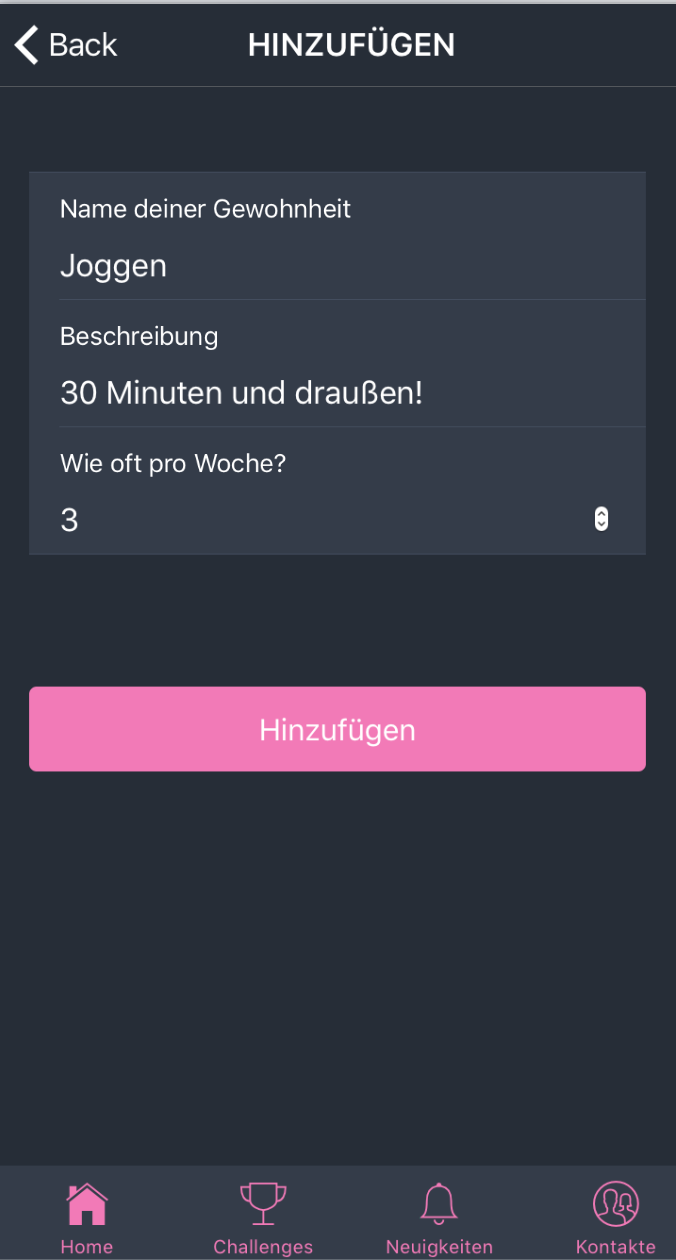 Back
HINZUFÜGEN
Name deiner Gewohnheit
Joggen
Beschreibung
30 Minuten und draußen!
Wie oft pro Woche?
3
Hinzufügen
Home
Challenges
Neuigkeiten
Kontakte